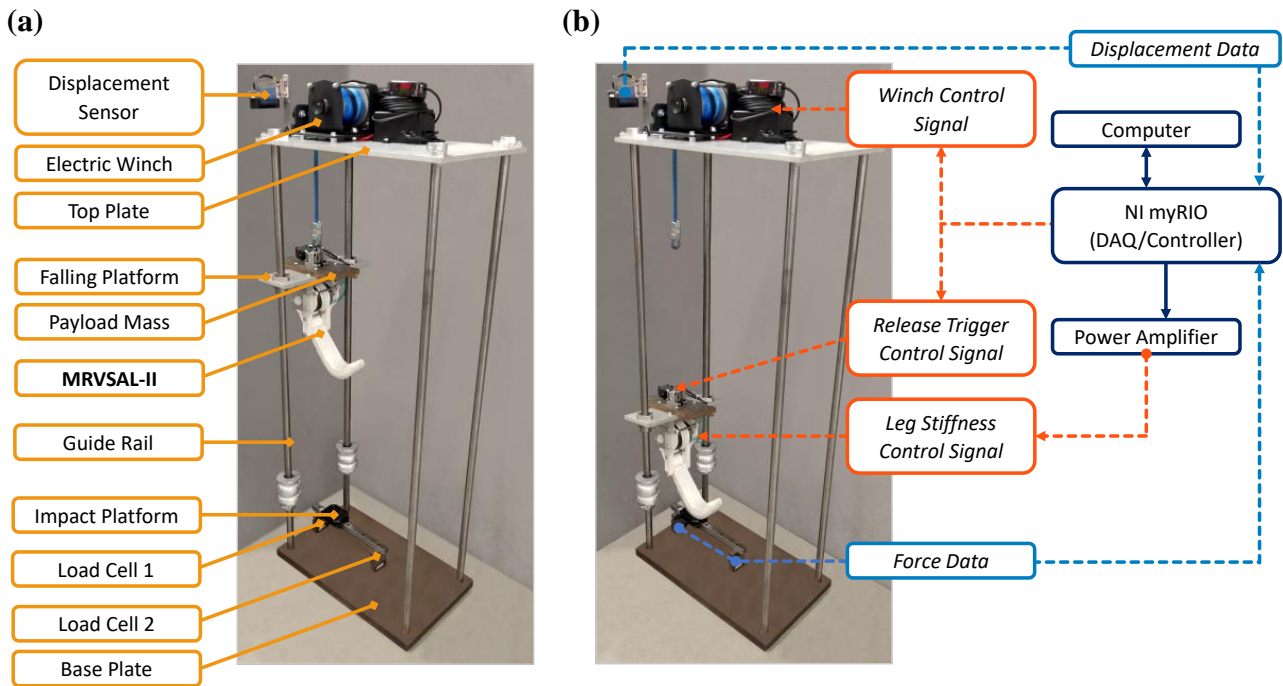 (a)
Displacement
Sensor
Electric Winch
Top Plate
Falling Platform
Payload Mass
MRVSAL-II
Guide Rail
Impact Platform
Load Cell 1
Load Cell 2
Base Plate
(b)
Displacement Data
Winch Control
Signal
Computer
NI myRIO
(DAQ/Controller)
Release Trigger
Control Signal
Power Amplifier
Leg Stiffness
Control Signal
Force Data